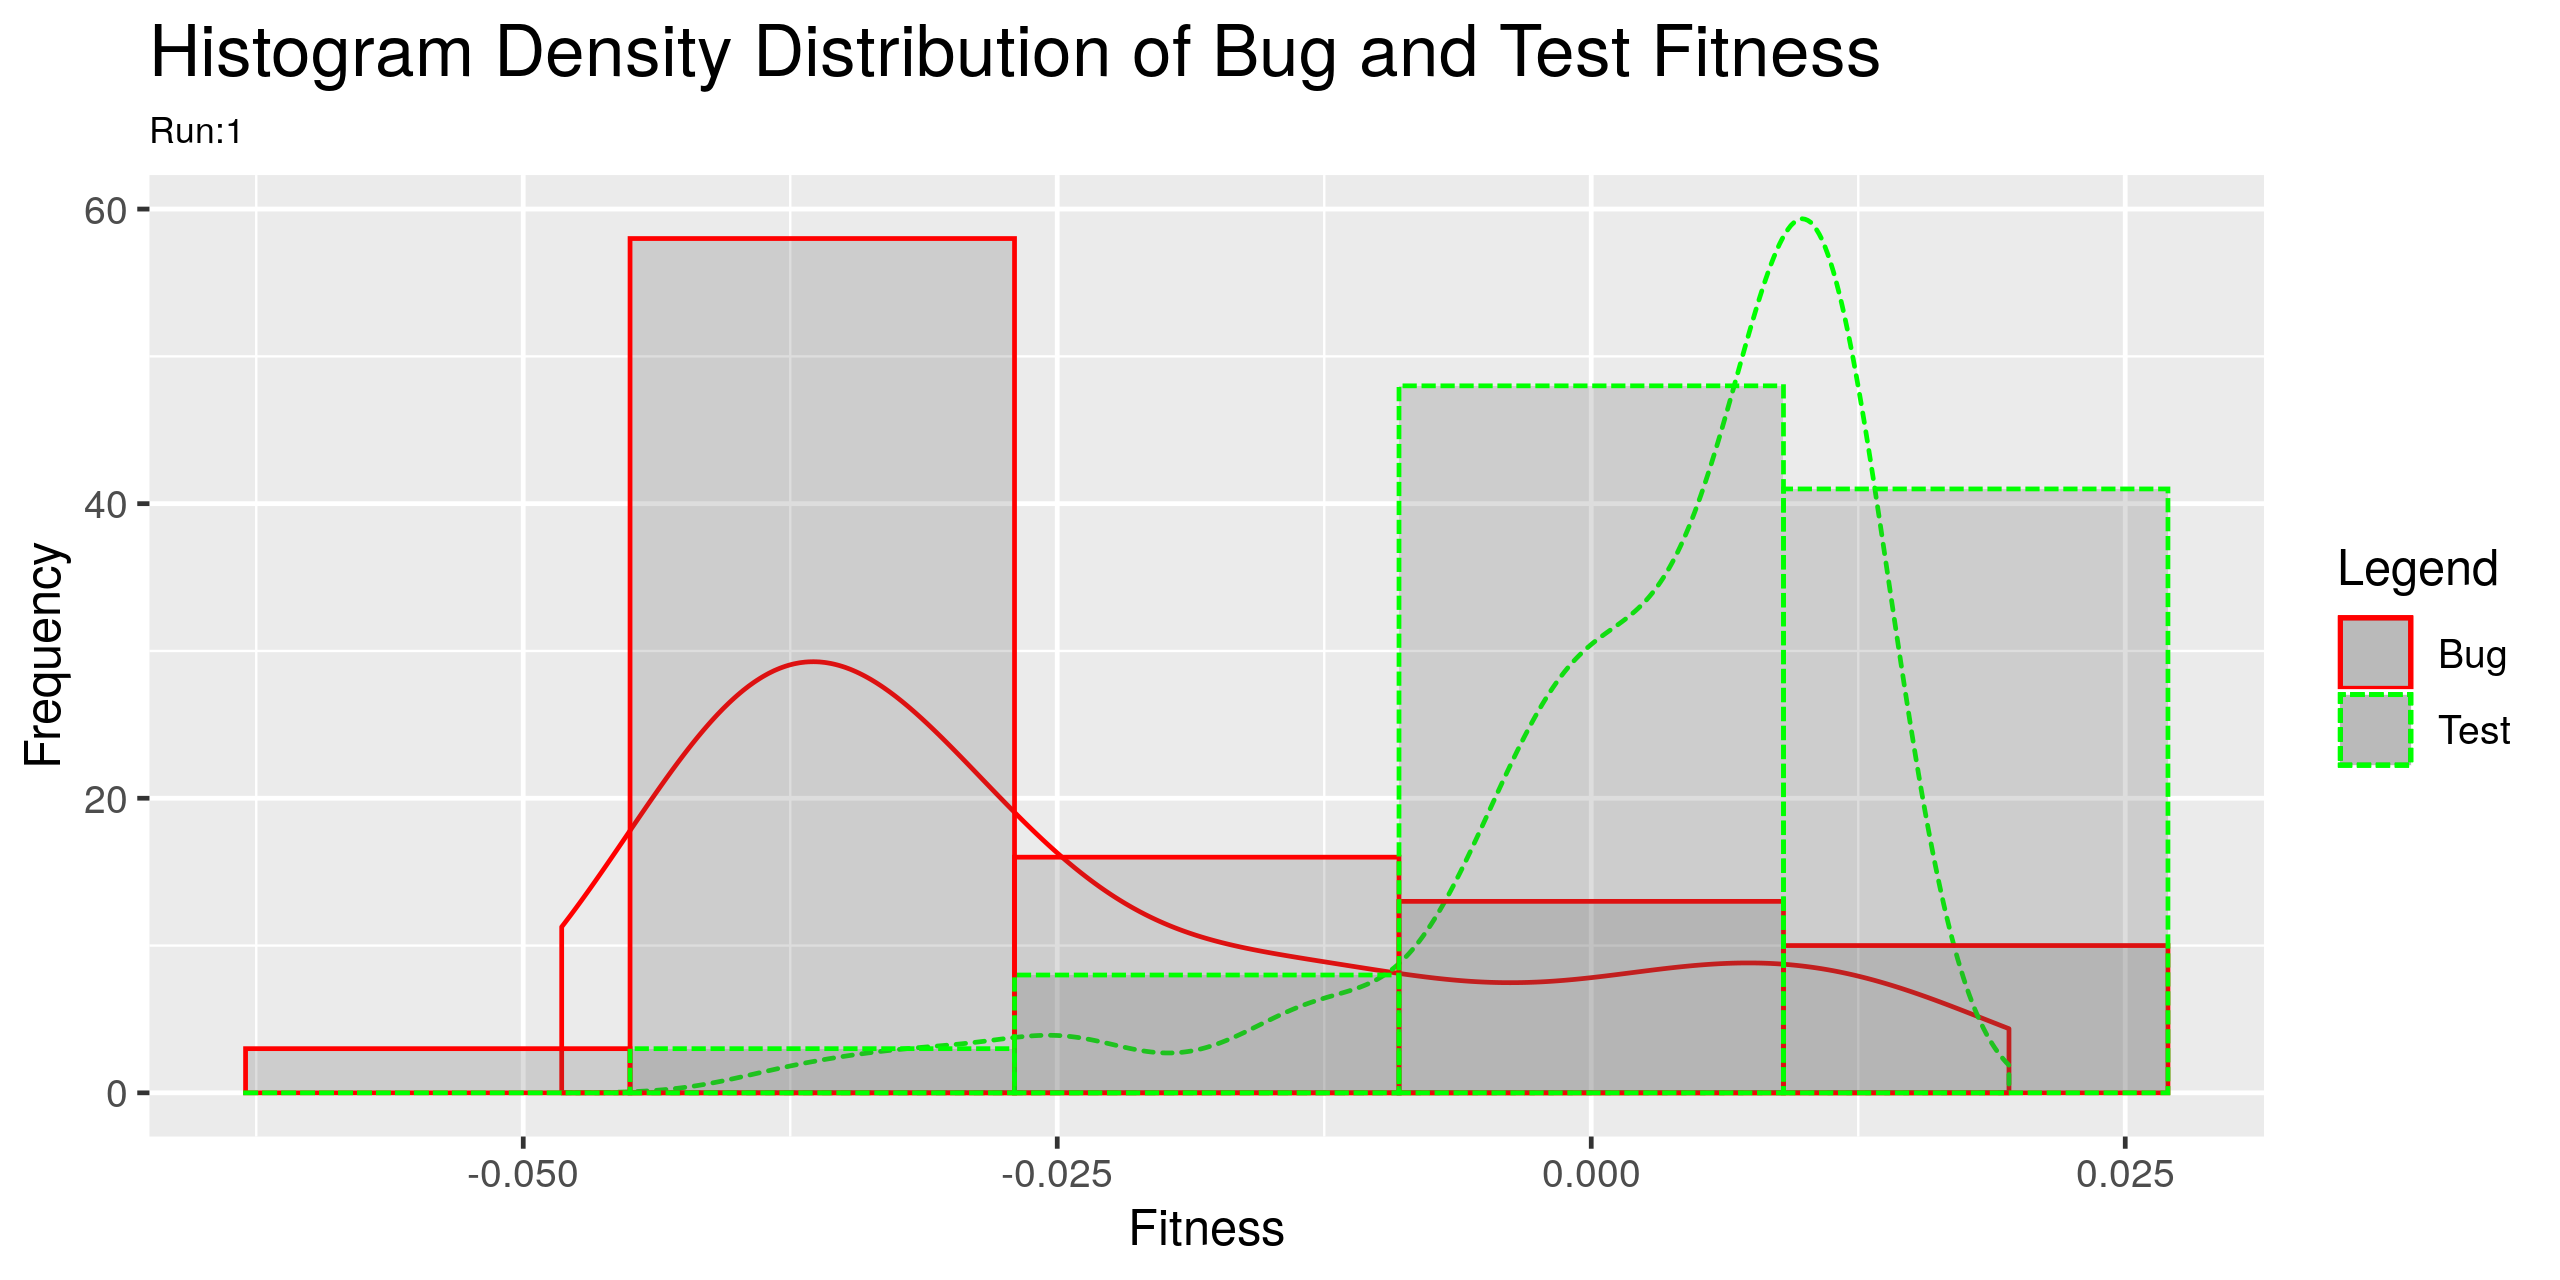 Histogram Density Distribution of Bug and Test Fitness
Run:1
Frequency
60
40
20
0
-0.050
-0.025
0.000
0.025
Fitness
Legend
Bug
Test